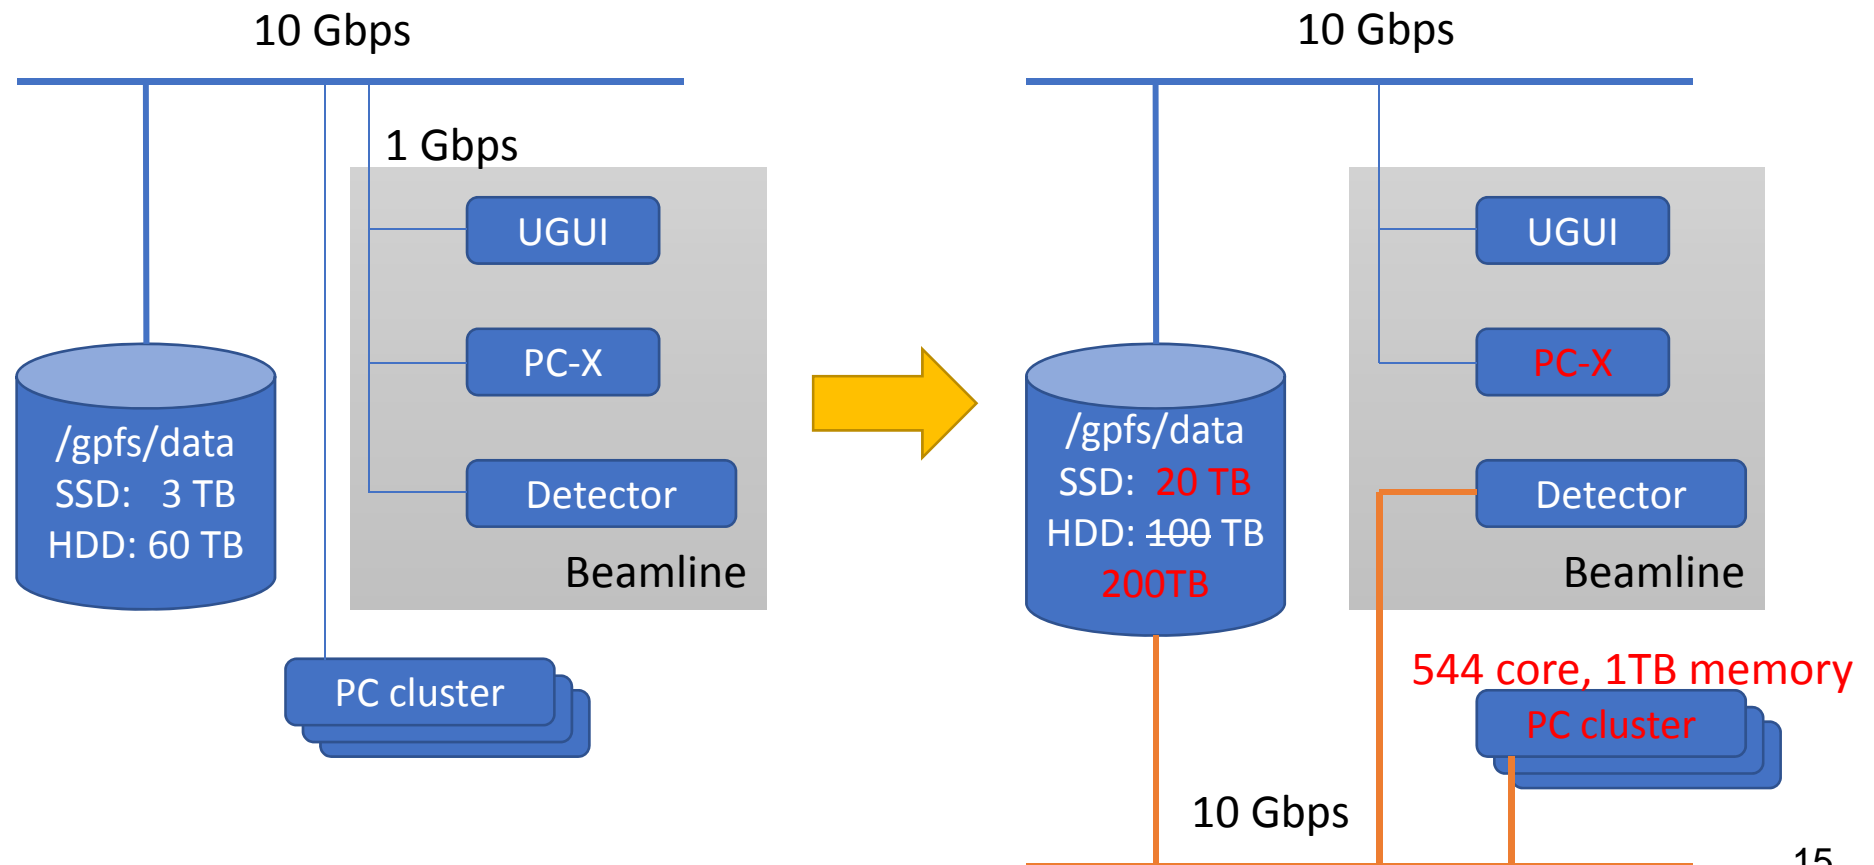 10 Gbps
1 Gbps
UGUI
PC-X
Detector
Beamline
/gpfs/data
SSD: 3 TB
HDD: 60 TB
PC cluster
10 Gbps
UGUI
PC-X
Detector
Beamline
/gpfs/data
SSD: 20 TB
HDD: 100 TB
200TB
544 core, 1TB memory
PC cluster
10 Gbps
15